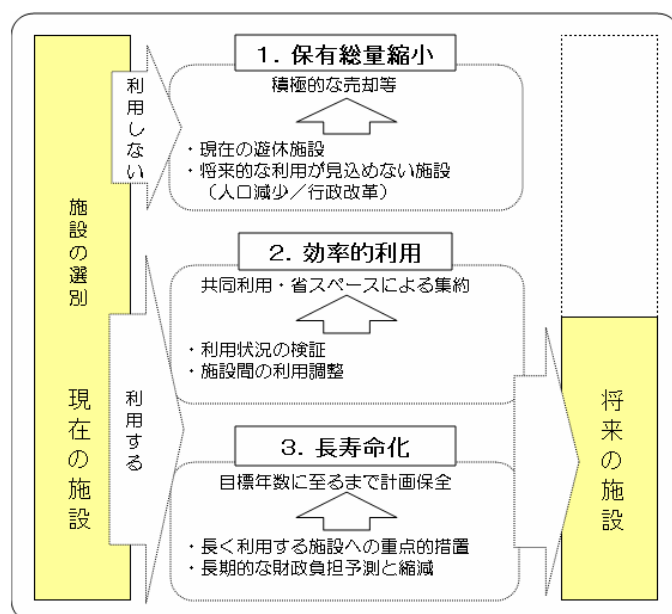 施設の選別
現在の施設
利用しない
利用する
1．保有総量縮小
積極的な売却等
・現在の遊休施設
・将来的な利用が見込めない施設
（人口減少／行政改革）
2．効率的利用
共同利用・省スペースによる集約
・利用状況の検証
・施設間の利用調整
3．長寿命化
目標年数に至るまで計画保全
・長く利用する施設への重点的措置
・長期的な財政負担予測と縮減
将来の施設